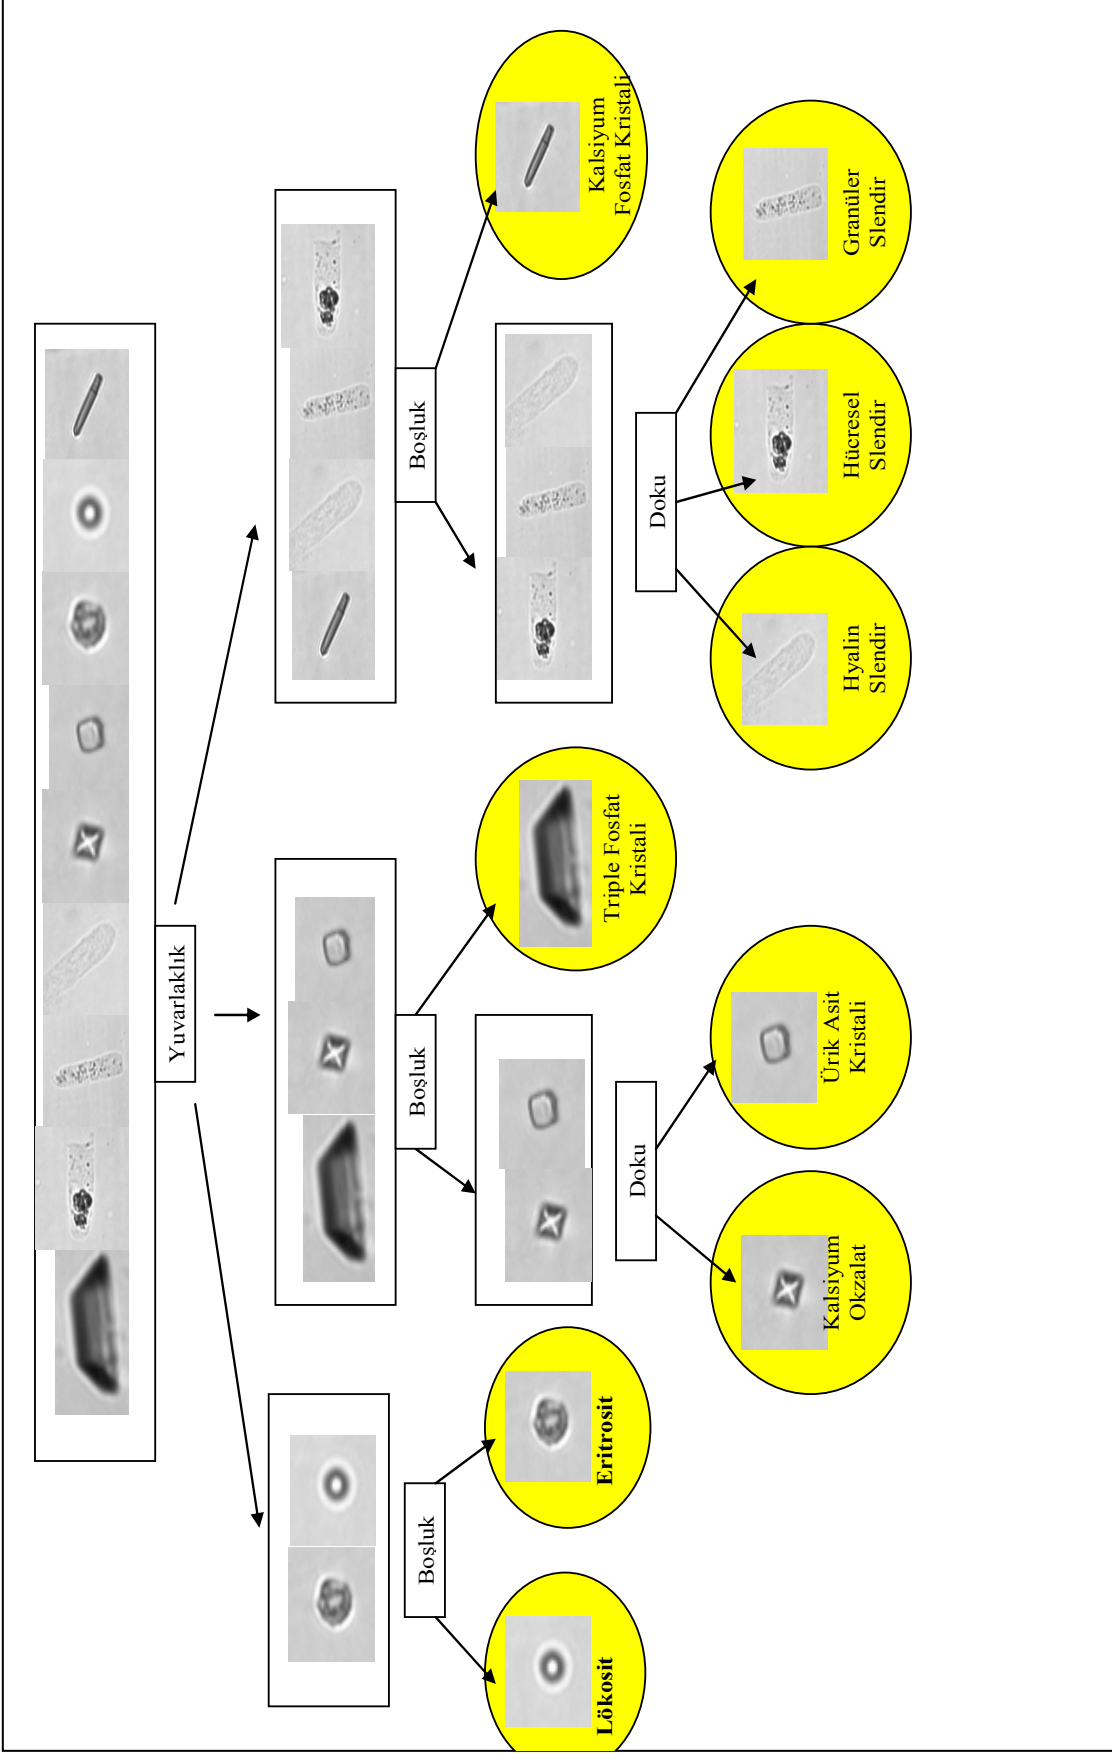 Yuvarlaklık
Boşluk
Boşluk
Boşluk
Lökosit
Eritrosit
Triple Fosfat
Kristali
Kalsiyum
Fosfat Kristali
Doku
Doku
Kalsiyum
Okzalat
Ürik Asit
Kristali
Hyalin
Slendir
Hücresel
Slendir
Granüler
Slendir